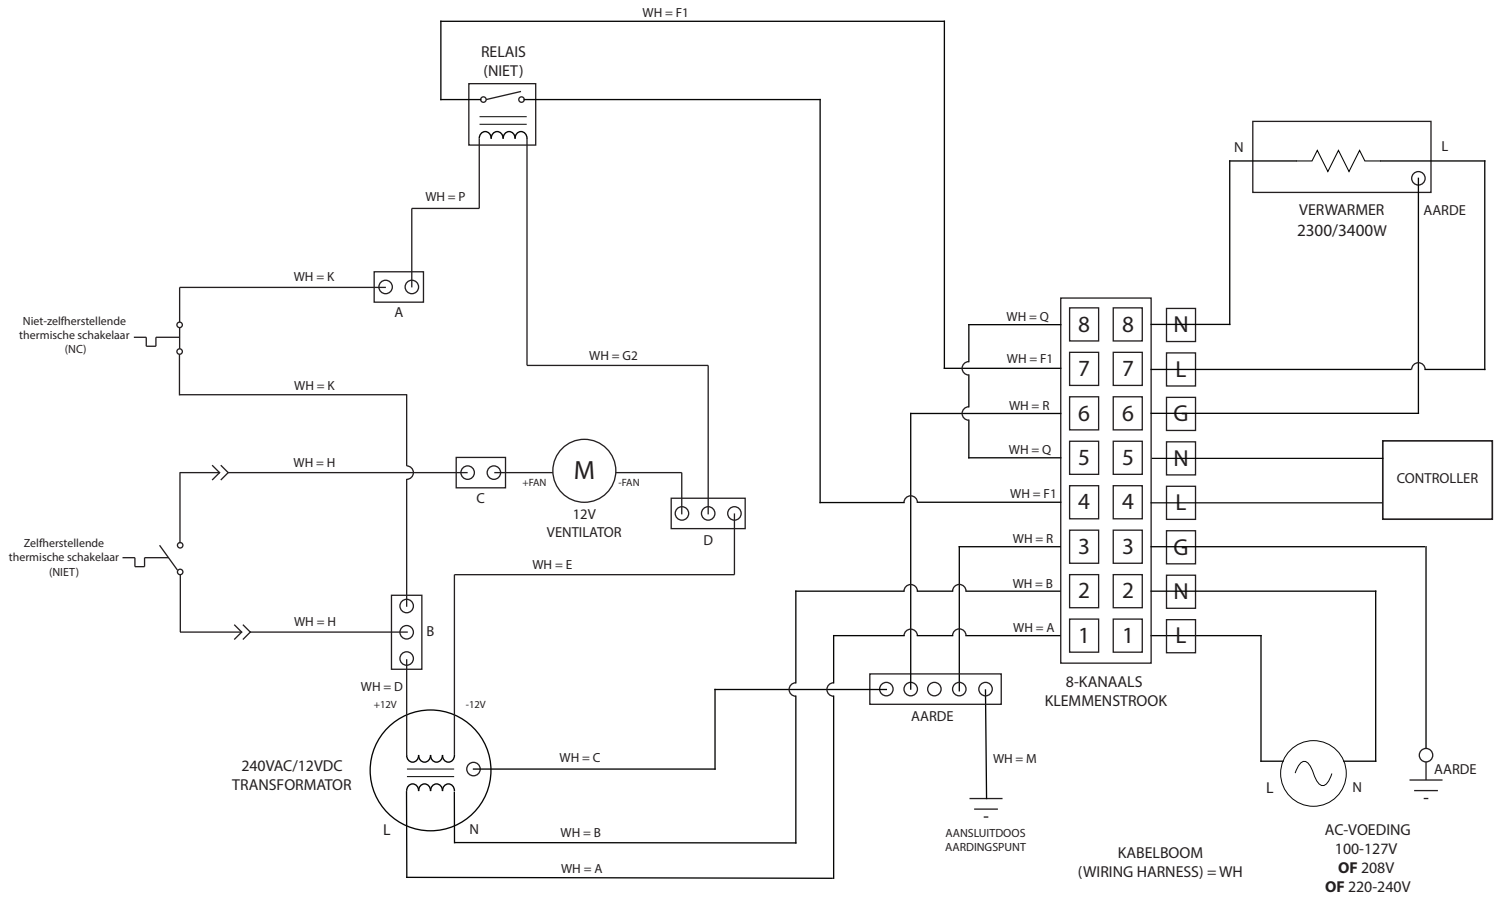 WH = F1
RELAIS
(NIET)
WH = P
N
L
VERWARMER
2300/3400W
AARDE
WH = K
A
Niet-zelfherstellende
thermische schakelaar
(NC)
WH = G2
WH = K
WH = Q
8 8 N
WH = F1
7 7 L
WH = R
6 6 G
WH = Q
5 5 N
WH = F1
4 4 L
WH = R
3 3 G
WH = B
2 2 N
WH = A
1 1 L
8-KANAALS
KLEMMENSTROOK
CONTROLLER
WH = H
C
+FAN
M
-FAN
12V
VENTILATOR
D
Zelfherstellende
thermische schakelaar
(NIET)
WH = E
WH = H
B
WH = D
+12V
-12V
240VAC/12VDC
TRANSFORMATOR
L
N
WH = C
WH = B
WH = A
AARDE
WH = M
AANSLUITDOOS
AARDINGSPUNT
L
N
AARDE
AC-VOEDING
100-127V
OF 208V
OF 220-240V
KABELBOOM
(WIRING HARNESS) = WH